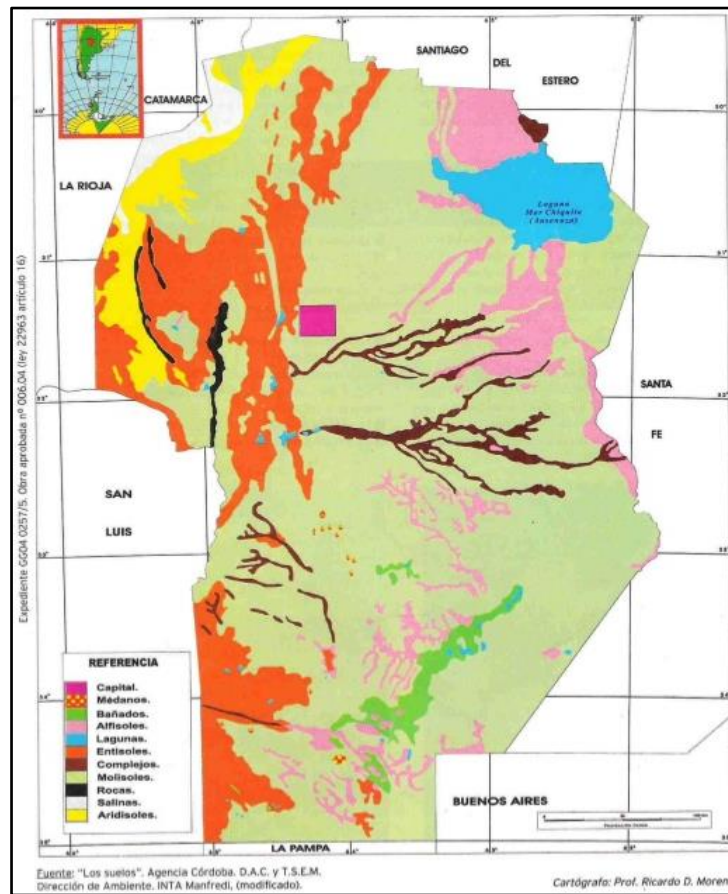 SANTIAGO
DEL
ESTERO
CATAMARCA
LA RIOJA
Laguna
Mar Chiquita
(Ansenuza)
SANTA
FE
SAN
LUIS
Expediente GG04 0257/5. Obra aprobada nº 006.04 (ley 22963 artículo 16)
REFERENCIA
Capital.
Médanos.
Bañados.
Alfisoles.
Lagunas.
Entisoles.
Complejos.
Molisoles.
Rocas.
Salinas.
Aridisoles.
BUENOS AIRES
LA PAMPA
Fuente: "Los suelos". Agencia Córdoba. D.A.C. y T.S.E.M.
Dirección de Ambiente. INTA Manfredi, (modificado).
Cartógrafo: Prof. Ricardo D. Moren